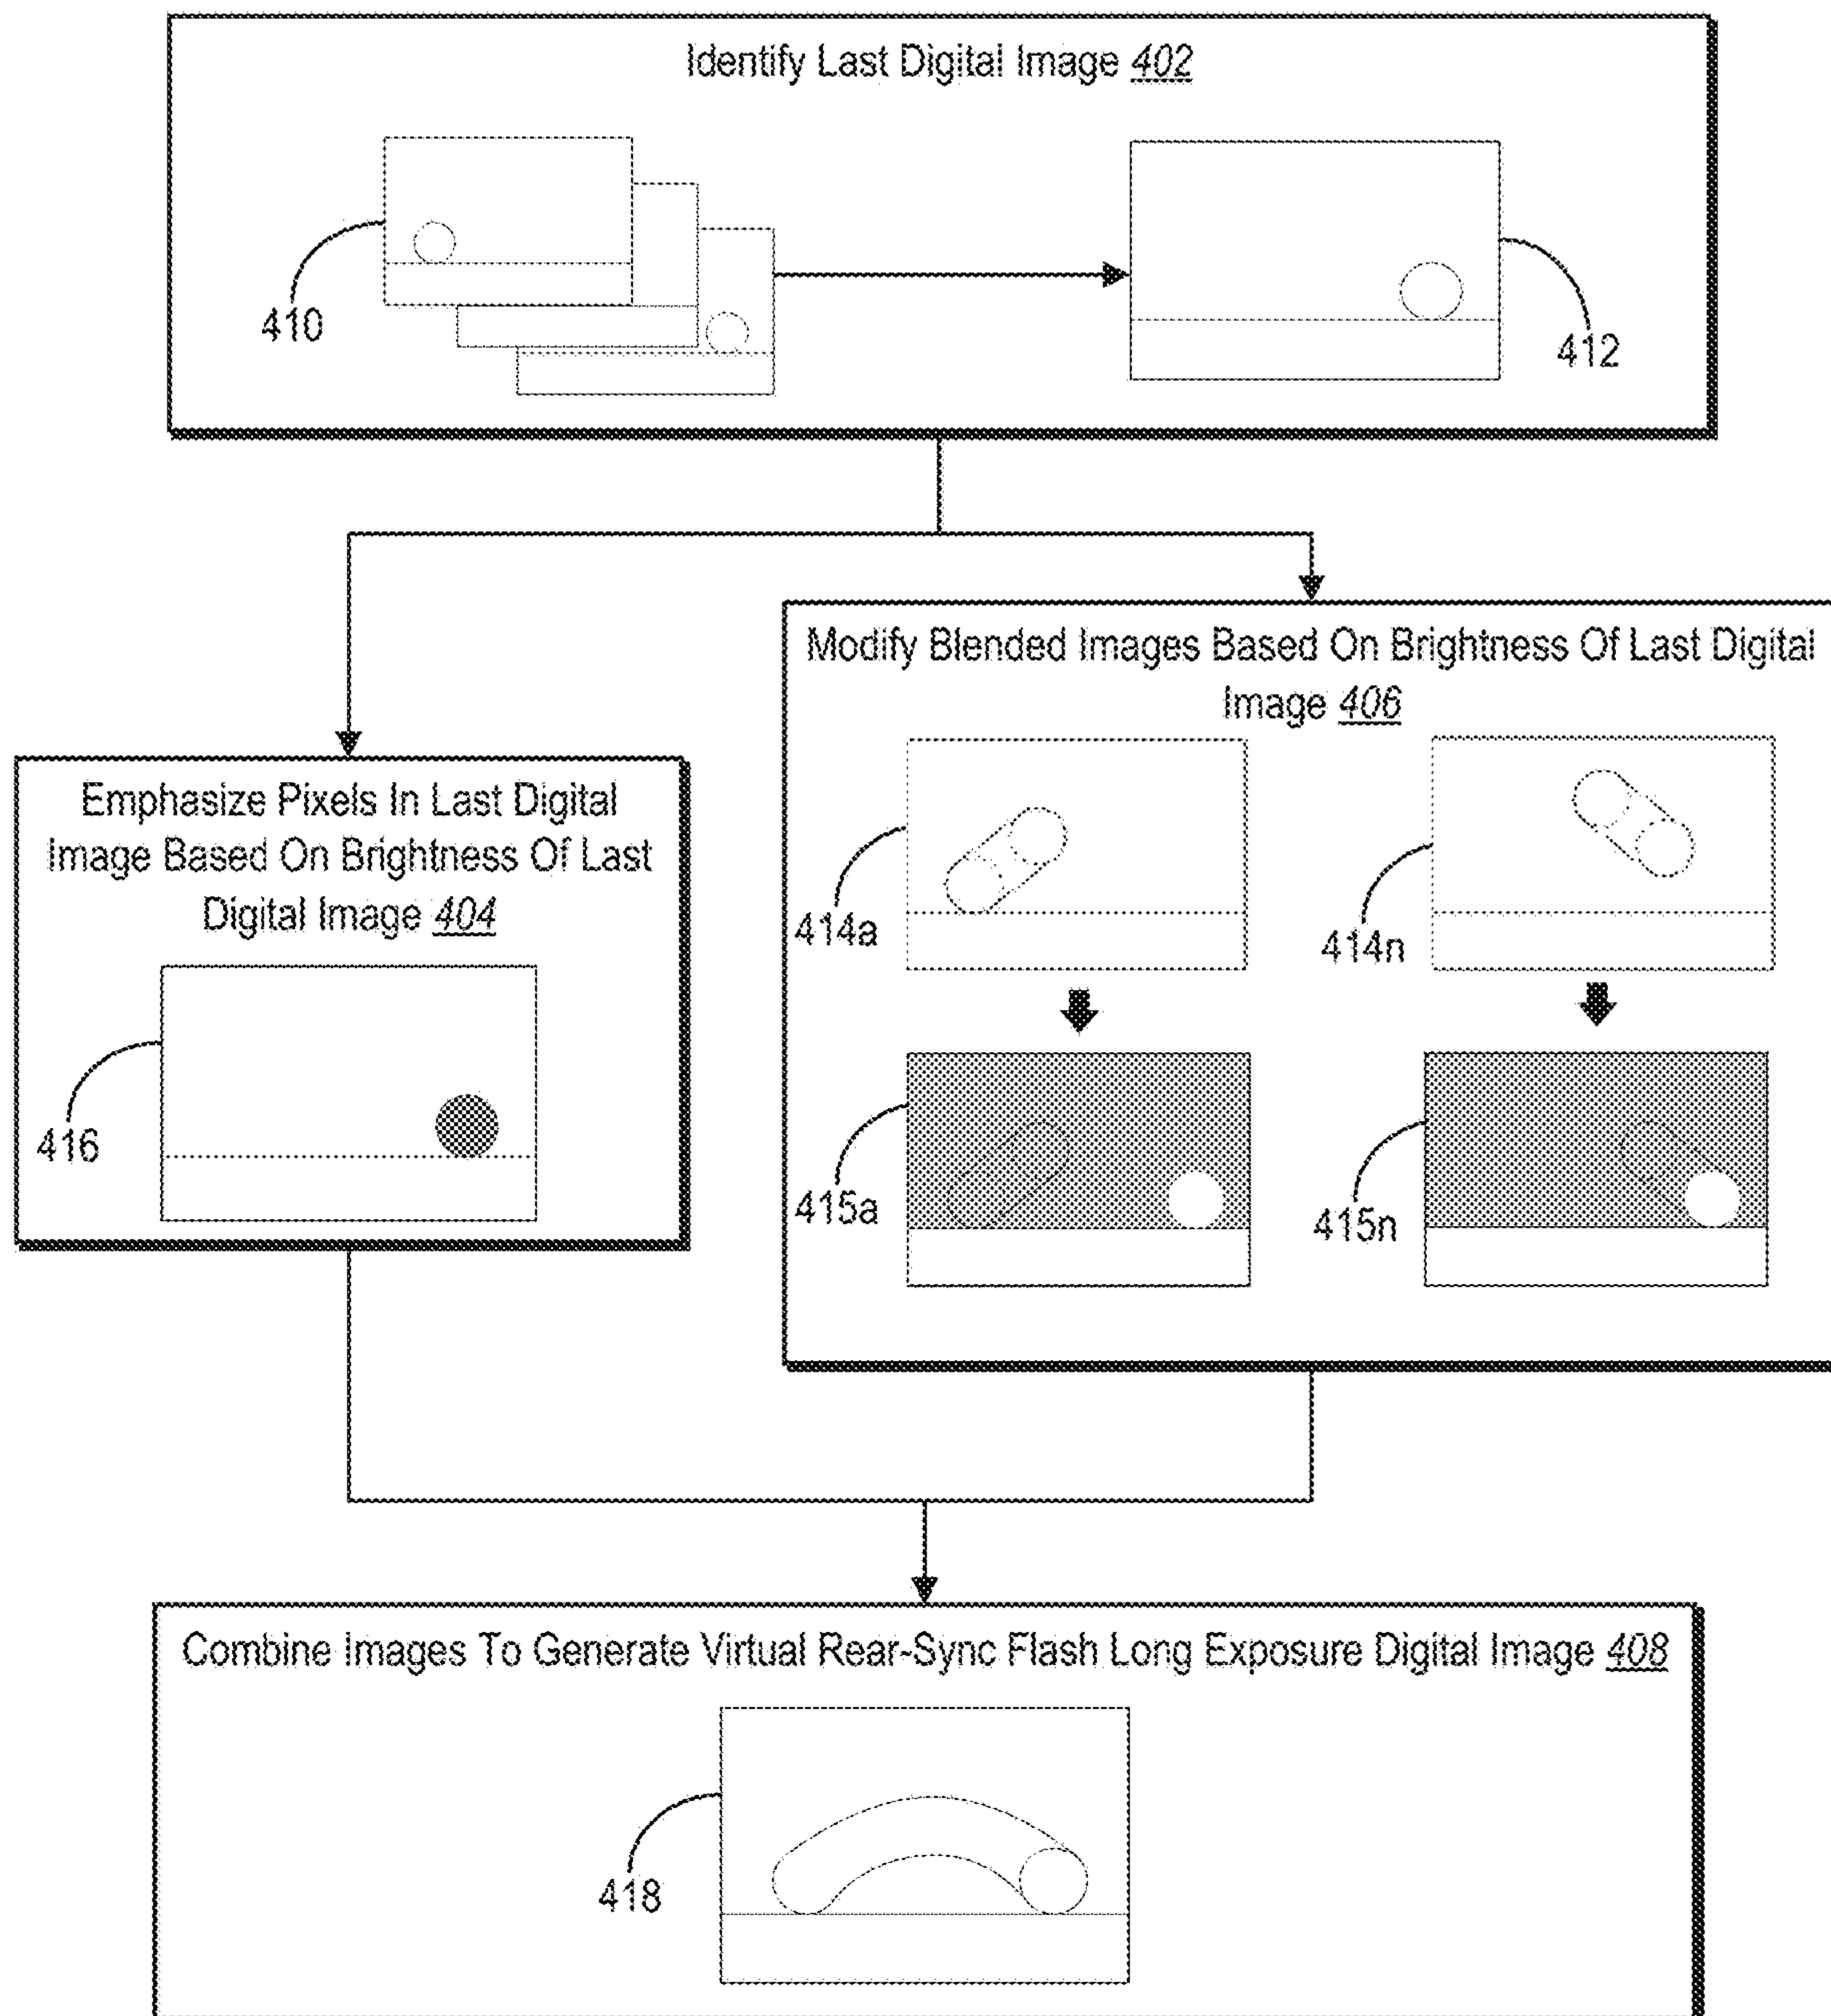 Identify Last Digital Image 402
410
412
Modify Blended Images Based On Brightness Of Last Digital
Image 406
Emphasize Pixels In Last Digital
Image Based On Brightness Of Last
Digital Image 404
414a
414n
416
415a
415n
Combine Images To Generate Virtual Rear-Sync Flash Long Exposure Digital Image 408
418